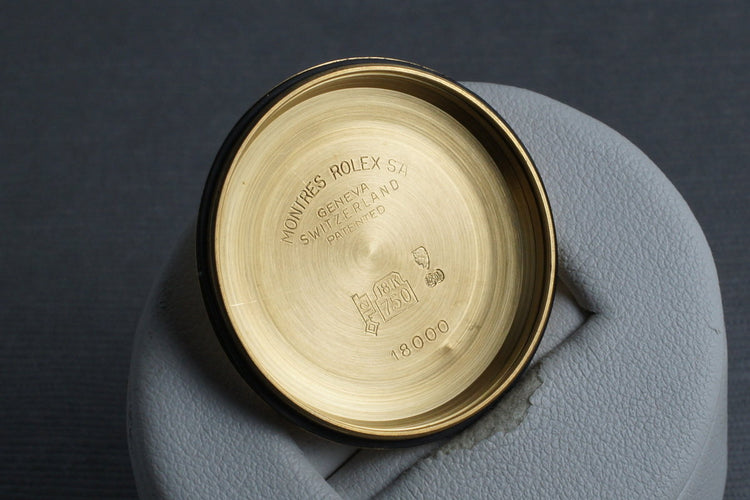 MONTRES ROLEX SA
GENEVA
SWITZERLAND
PATENTED
18K
750
18000